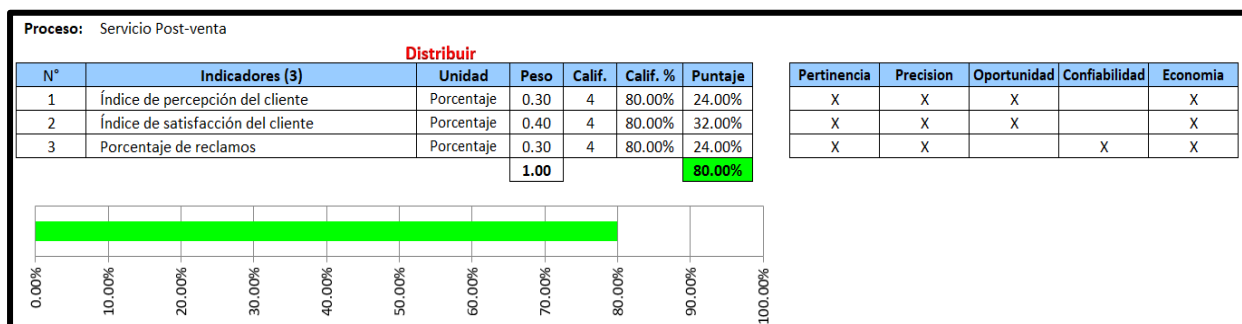 Proceso: Servicio Post-venta
Distribuir
N° Indicadores (3) Unidad Peso Calif. Calif. % Puntaje Pertinencia Precision Oportunidad Confiabilidad Economia
1 Índice de percepción del cliente Porcentaje 0.30 4 80.00% 24.00% X X X X
2 Índice de satisfacción del cliente Porcentaje 0.40 4 80.00% 32.00% X X X X
3 Porcentaje de reclamos Porcentaje 0.30 4 80.00% 24.00% X X X X
1.00 80.00%
0.00% 10.00% 20.00% 30.00% 40.00% 50.00% 60.00% 70.00% 80.00% 90.00% 100.00%